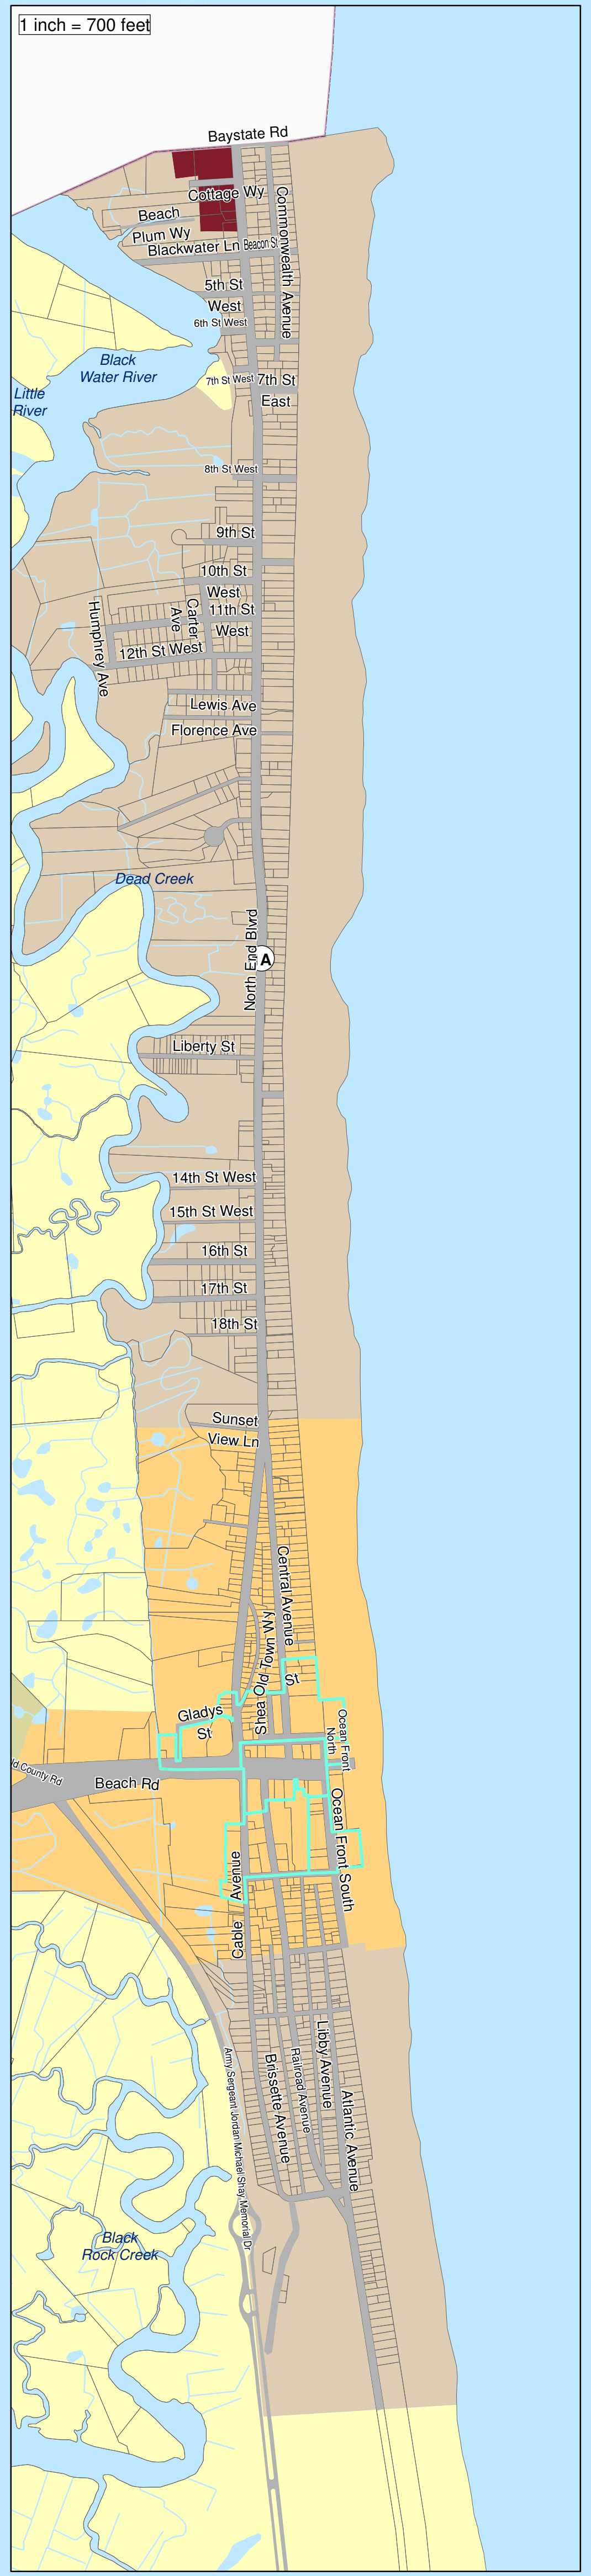 1 inch = 700 feet
Baystate Rd
Cottage Wy
Commonwealth Avenue
Beach
Plum Wy
Blackwater Ln
Beacon St
5th St
West
6th St West
Black
Water River
7th St West
7th St
East
Little
River
8th St West
9th St
10th St
West
11th St
West
Carter
Ave
Humphrey Ave
12th St West
Lewis Ave
Florence Ave
Dead Creek
North End Blvd
A
Liberty St
14th St West
15th St West
16th St
17th St
18th St
Sunset
View Ln
Central Avenue
Old Town Wy
Shea
St
Gladys
St
Ocean Front
North
ld County Rd
Beach Rd
Ocean Front South
Cable Avenue
Army Sergeant Jordan Michael Shay Memorial Dr
Brissette Avenue
Railroad Avenue
Libby Avenue
Atlantic Avenue
Black
Rock Creek